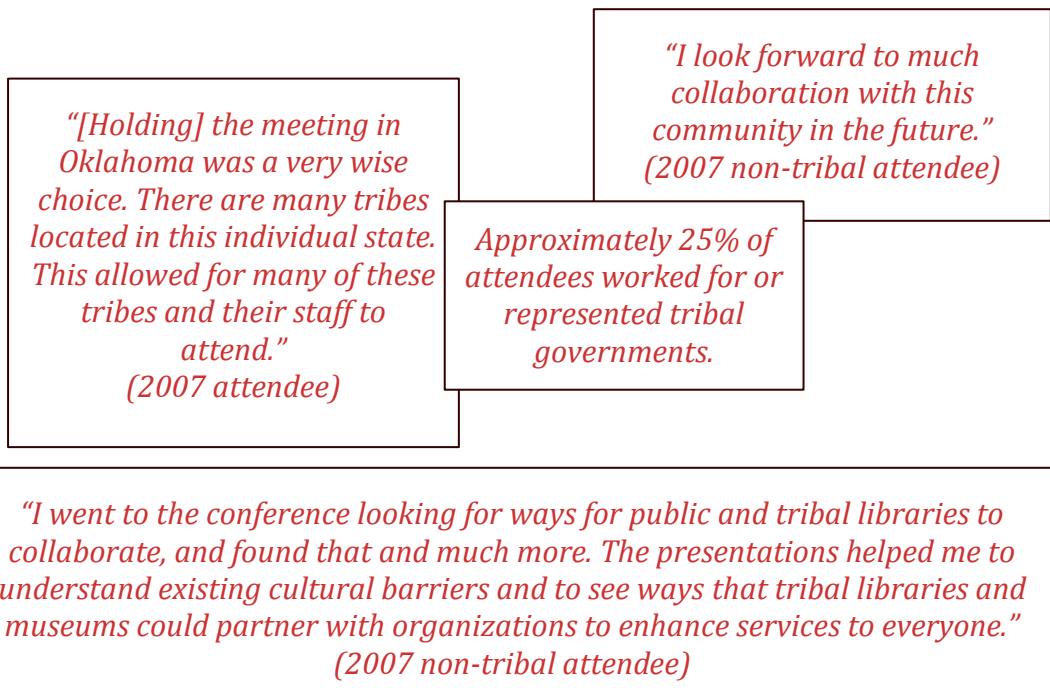 “I look forward to much
collaboration with this
community in the future.”
(2007 non-tribal attendee)
“[Holding] the meeting in
Oklahoma was a very wise
choice. There are many tribes
located in this individual state.
This allowed for many of these
tribes and their staff to
attend.”
(2007 attendee)
Approximately 25% of
attendees worked for or
represented tribal
governments.
“I went to the conference looking for ways for public and tribal libraries to
collaborate, and found that and much more. The presentations helped me to
understand existing cultural barriers and to see ways that tribal libraries and
museums could partner with organizations to enhance services to everyone.”
(2007 non-tribal attendee)